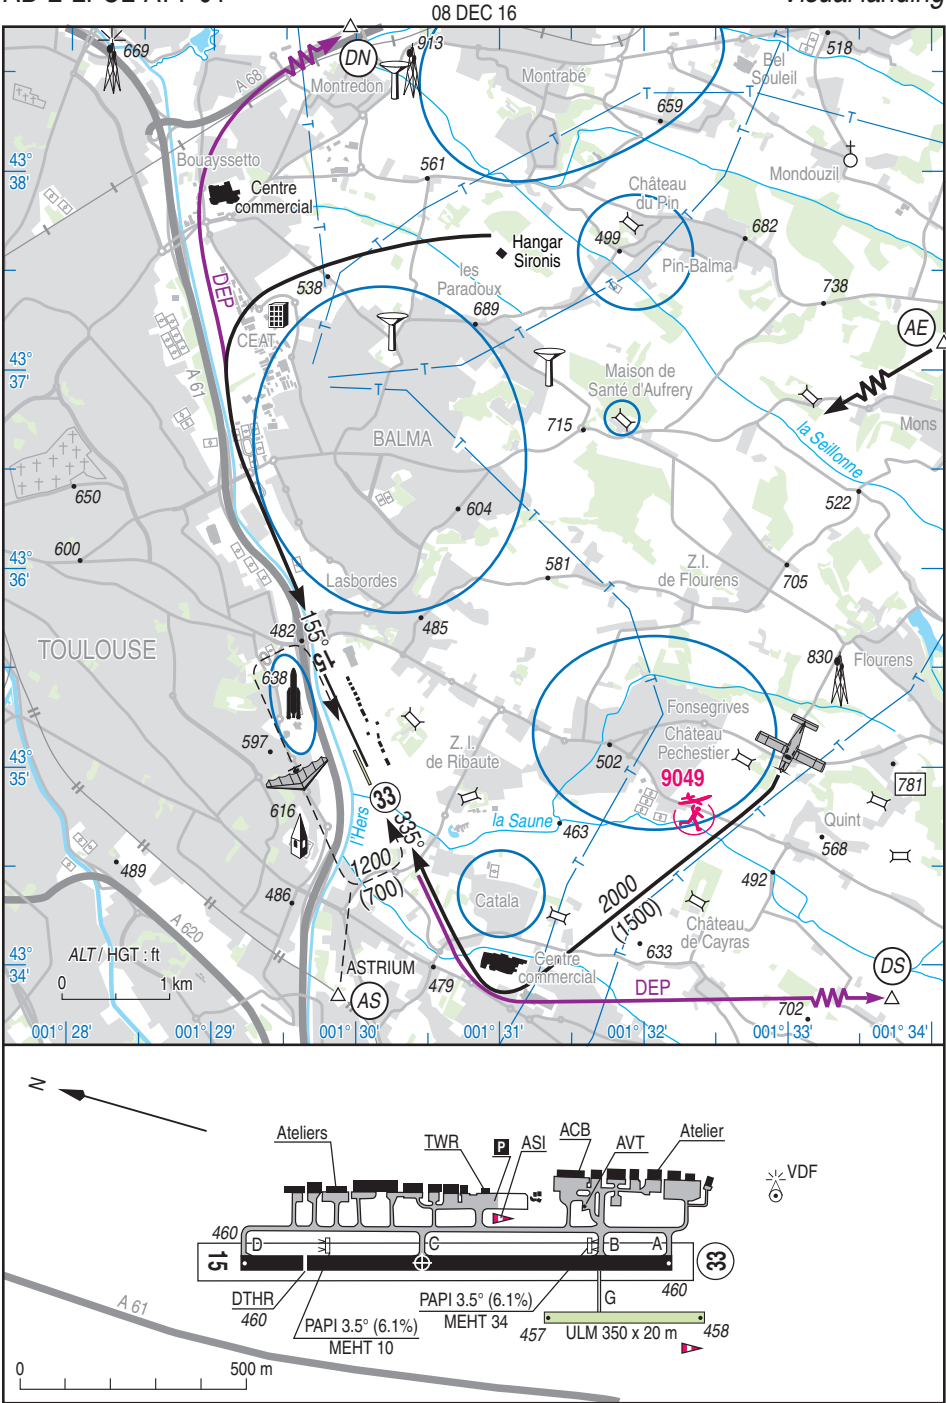 08 DEC 16
Visual landing
669
A 68
DN
913
Montredon
Montrabé
Bel
Souleil
518
659
43°
38'
Bouayssetto
Centre
commercial
561
Château
du Pin
Mondouzil
499
682
Pin-Balma
Hangar
Sironis
DEP
538
les
Paradoux
689
738
CEAT
AE
43°
37'
A 61
Maison de
Santé d'Aufrery
BALMA
715
la Seillonne
Mons
650
604
522
600
43°
36'
Lasbordes
581
Z.I.
de Flourens
705
485
482
155°
15
TOULOUSE
638
830
Flourens
Fonsegrives
Château
Pechestier
597
Z. I.
de Ribaute
502
43°
35'
9049
781
616
33
335°
l'Hers
la Saune
463
Quint
568
489
1200
(700)
486
492
2000
(1500)
Catala
A 620
Château
de Cayras
633
43°
34'
ALT / HGT : ft
0
1 km
ASTRIUM
AS
479
Centre
commercial
DEP
DS
702
001° 28'
001° 29'
001° 30'
001° 31'
001° 32'
001° 33'
001° 34'
N
Ateliers
TWR
P
ASI
ACB
AVT
Atelier
VDF
460
D
C
B
A
15
33
DTHR
460
PAPI 3.5° (6.1%)
MEHT 10
PAPI 3.5° (6.1%)
MEHT 34
G
460
457
ULM 350 x 20 m
458
A 61
0
500 m